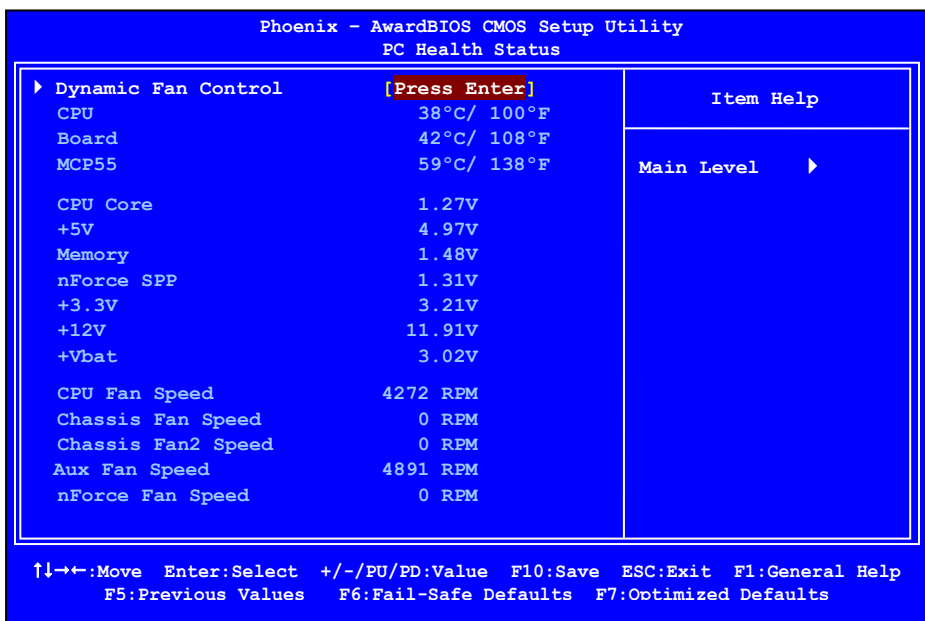 Phoenix – AwardBIOS CMOS Setup Utility
PC Health Status
Dynamic Fan Control [Press Enter]
CPU 38°C/ 100°F
Board 42°C/ 108°F
MCP55 59°C/ 138°F
CPU Core 1.27V
+5V 4.97V
Memory 1.48V
nForce SPP 1.31V
+3.3V 3.21V
+12V 11.91V
+Vbat 3.02V
CPU Fan Speed 4272 RPM
Chassis Fan Speed 0 RPM
Chassis Fan2 Speed 0 RPM
Aux Fan Speed 4891 RPM
nForce Fan Speed 0 RPM
Item Help
Main Level
↑↓→←:Move Enter:Select +/-/PU/PD:Value F10:Save ESC:Exit F1:General Help
F5:Previous Values F6:Fail-Safe Defaults F7:Optimized Defaults